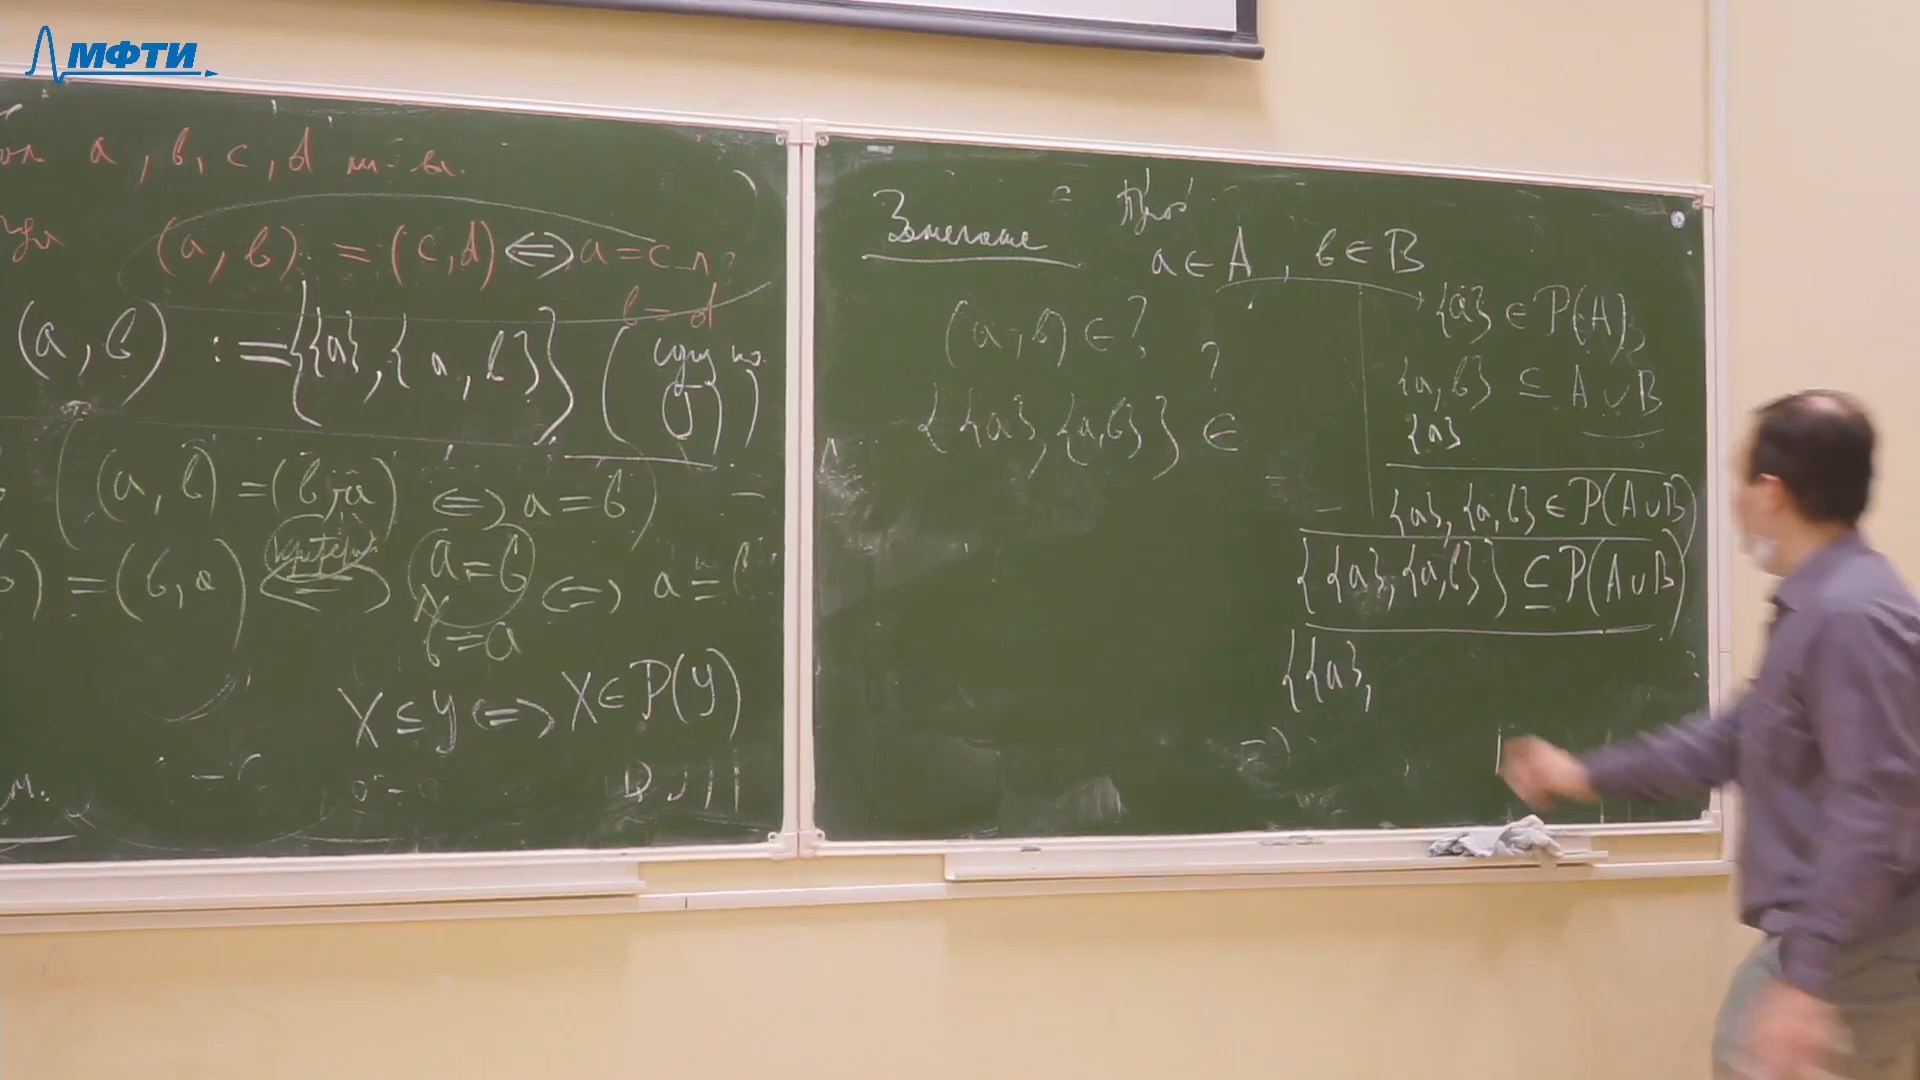 МФТИ
a, b, c, d мн-ва.
(a, b) = (c, d) ⟺ a = c ∧
b = d
(a, b) := {{a}, {a, b}}
((a, b) = (b, a) ⟺ a = b)
= (b, a) ⟺ a = b ⟺ a =
b = a
X ⊆ Y ⟺ X ∈ P(Y)
м.
Замечание
a ∈ A, b ∈ B
(a, b) ∈ ?
?
{{a}, {a, b}} ∈
{a} ∈ P(A)
{a, b} ⊆ A ∪ B
{a}
{a}, {a, b} ∈ P(A ∪ B)
{{a}, {a, b}} ⊆ P(A ∪ B)
{{a},